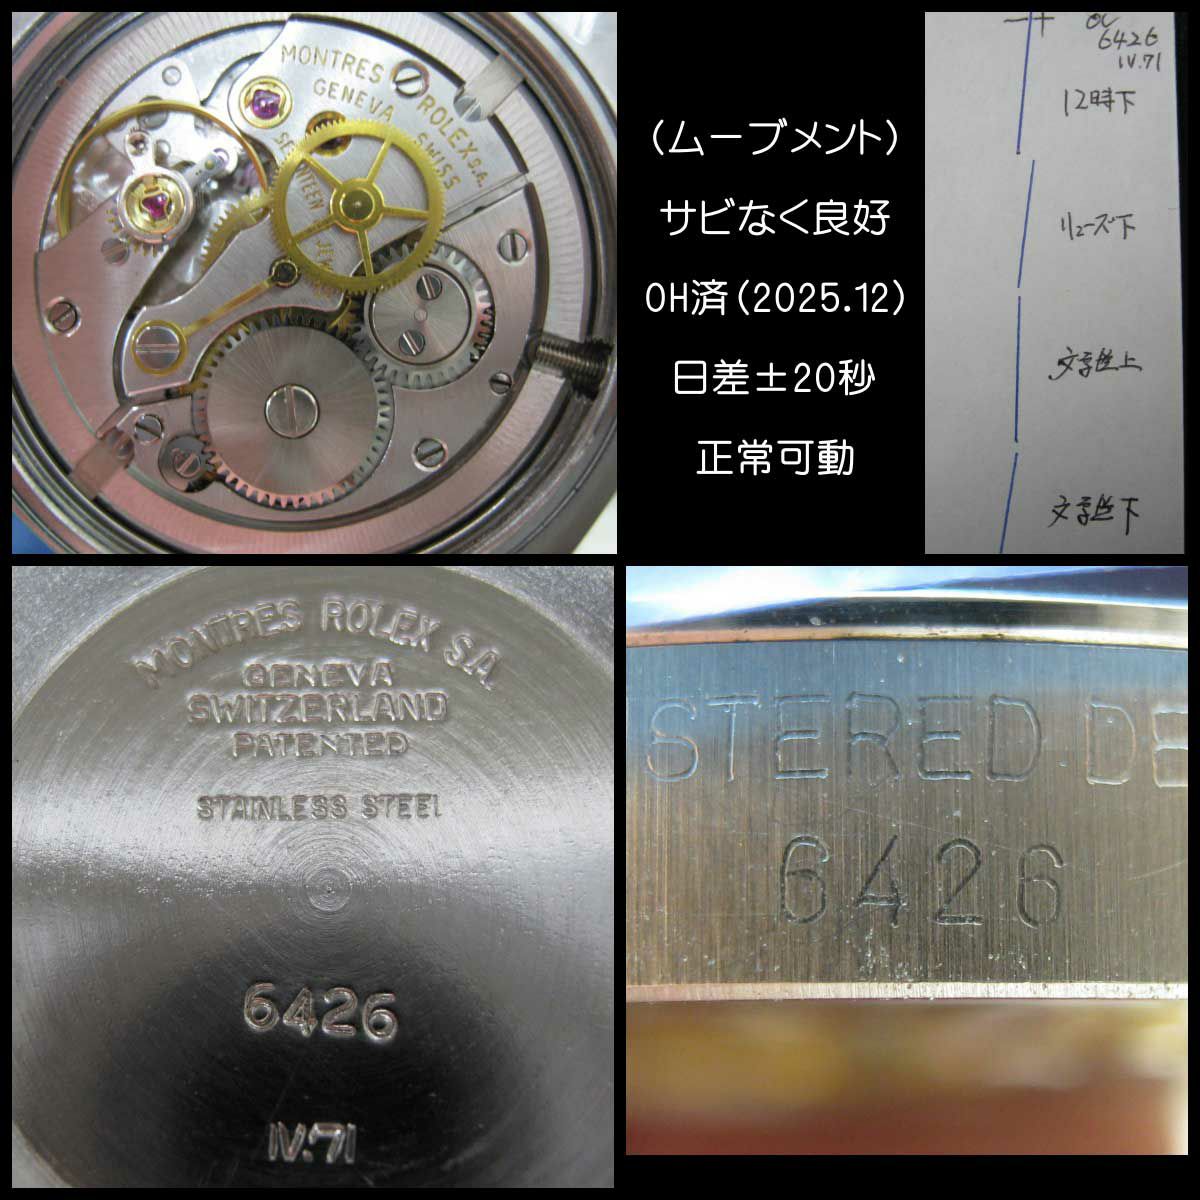 MONTRES ROLEX S.A.
GENEVA SWISS
SEVENTEEN JEWELS
(ムーブメント)
サビなく良好
OH済(2025.12)
日差±20秒
正常可動
6426
IV.71
12時下
リューズ下
文字盤上
文字盤下
MONTRES ROLEX S.A.
GENEVA
SWITZERLAND
PATENTED
STAINLESS STEEL
6426
IV.71
STERED DE
6426